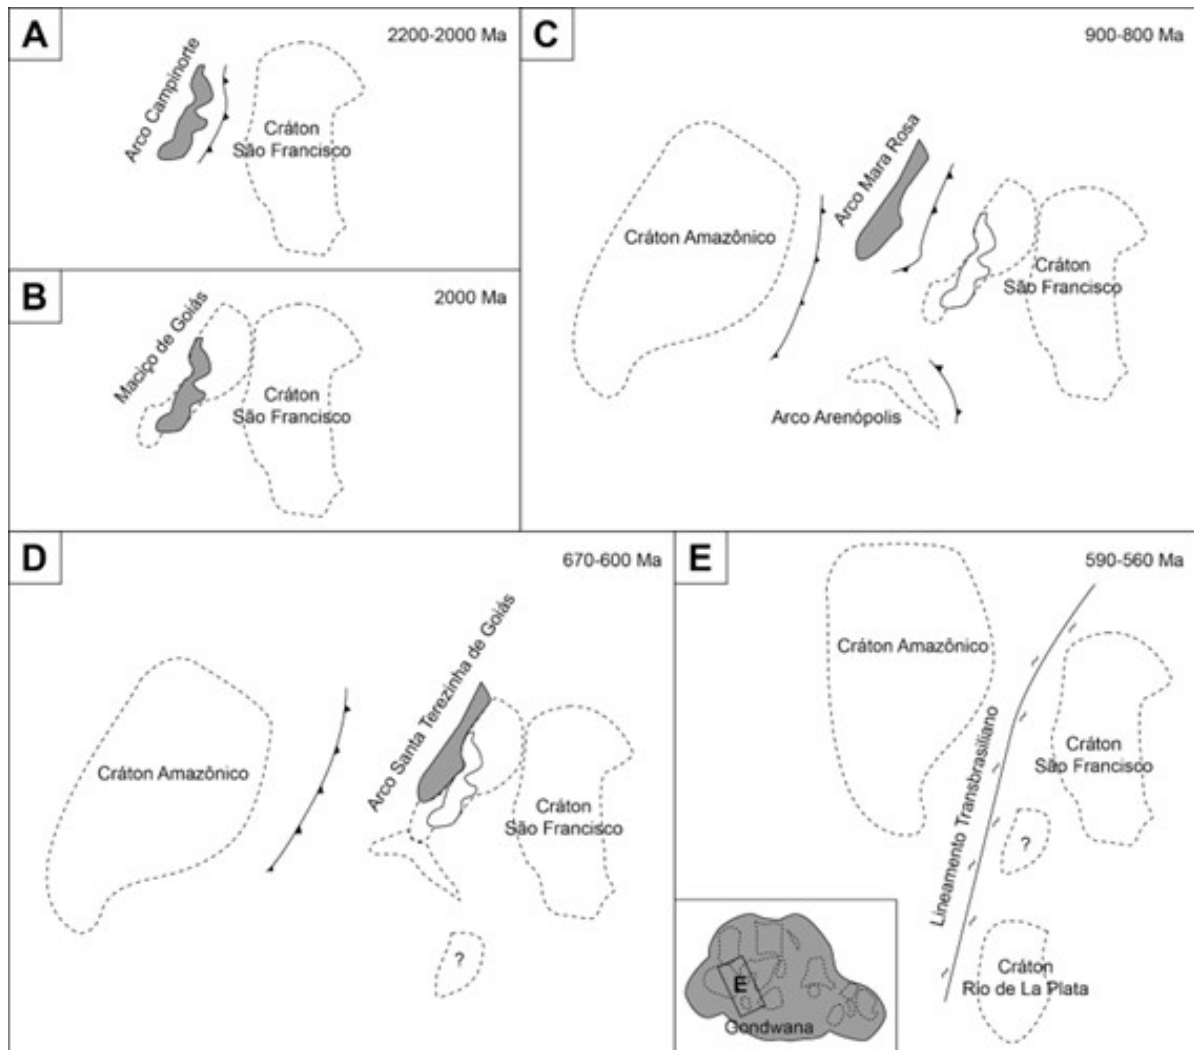 A
2200-2000 Ma
Arco Campinorte
Cráton
São Francisco
B
2000 Ma
Maciço de Goiás
Cráton
São Francisco
C
900-800 Ma
Arco Mara Rosa
Cráton Amazônico
Cráton
São Francisco
Arco Arenópolis
D
670-600 Ma
Arco Santa Terezinha de Goiás
Cráton Amazônico
Cráton
São Francisco
?
E
590-560 Ma
Cráton Amazônico
Lineamento Transbrasiliano
Cráton
São Francisco
?
Cráton
Rio de La Plata
E
Gondwana